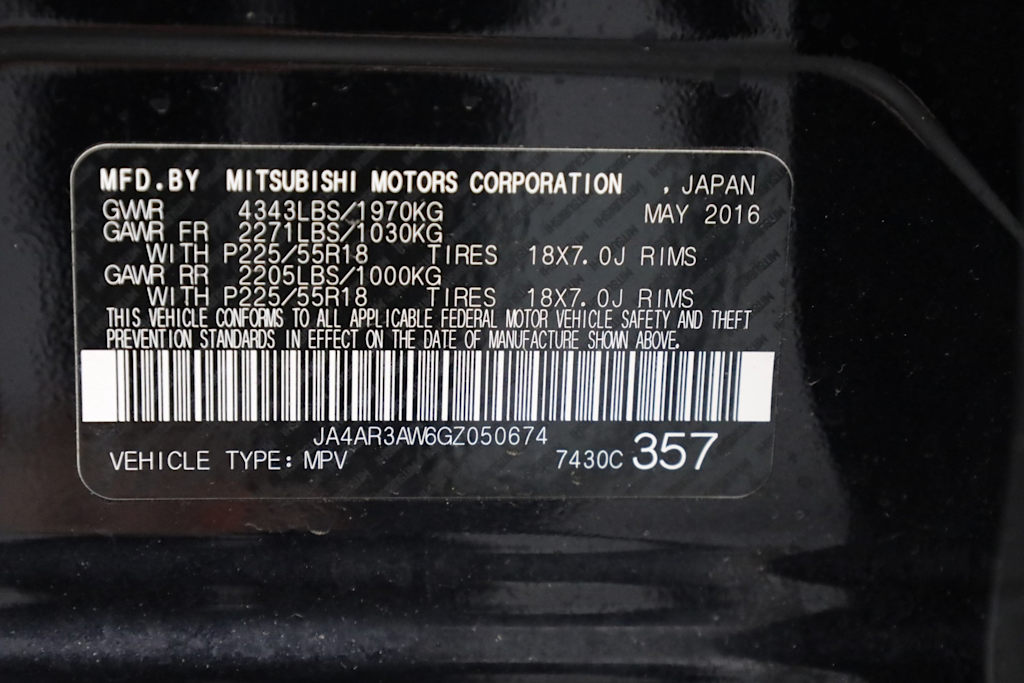 MFD.BY MITSUBISHI MOTORS CORPORATION , JAPAN
GVWR 4343LBS/1970KG MAY 2016
GAWR FR 2271LBS/1030KG
WITH P225/55R18 TIRES 18X7.0J RIMS
GAWR RR 2205LBS/1000KG
WITH P225/55R18 TIRES 18X7.0J RIMS
THIS VEHICLE CONFORMS TO ALL APPLICABLE FEDERAL MOTOR VEHICLE SAFETY AND THEFT
PREVENTION STANDARDS IN EFFECT ON THE DATE OF MANUFACTURE SHOWN ABOVE.
JA4AR3AW6GZ050674
VEHICLE TYPE: MPV 7430C 357